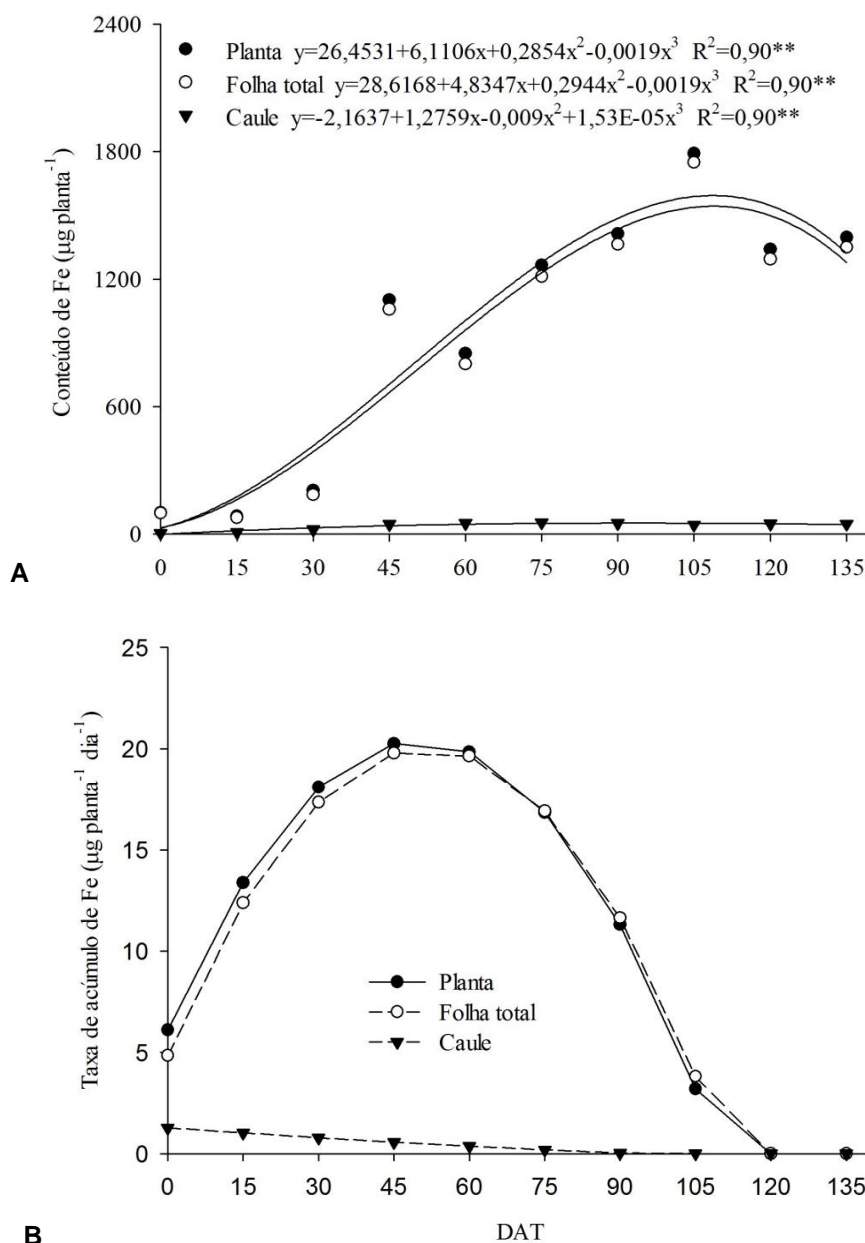 2400
Planta y=26,4531+6,1106x+0,2854x²-0,0019x³ R²=0,90**
Folha total y=28,6168+4,8347x+0,2944x²-0,0019x³ R²=0,90**
Caule y=-2,1637+1,2759x-0,009x²+1,53E-05x³ R²=0,90**
1800
1200
600
0
Conteúdo de Fe (µg planta⁻¹)
0 15 30 45 60 75 90 105 120 135
A
25
20
15
10
5
0
Taxa de acúmulo de Fe (µg planta⁻¹ dia⁻¹)
Planta
Folha total
Caule
0 15 30 45 60 75 90 105 120 135
DAT
B